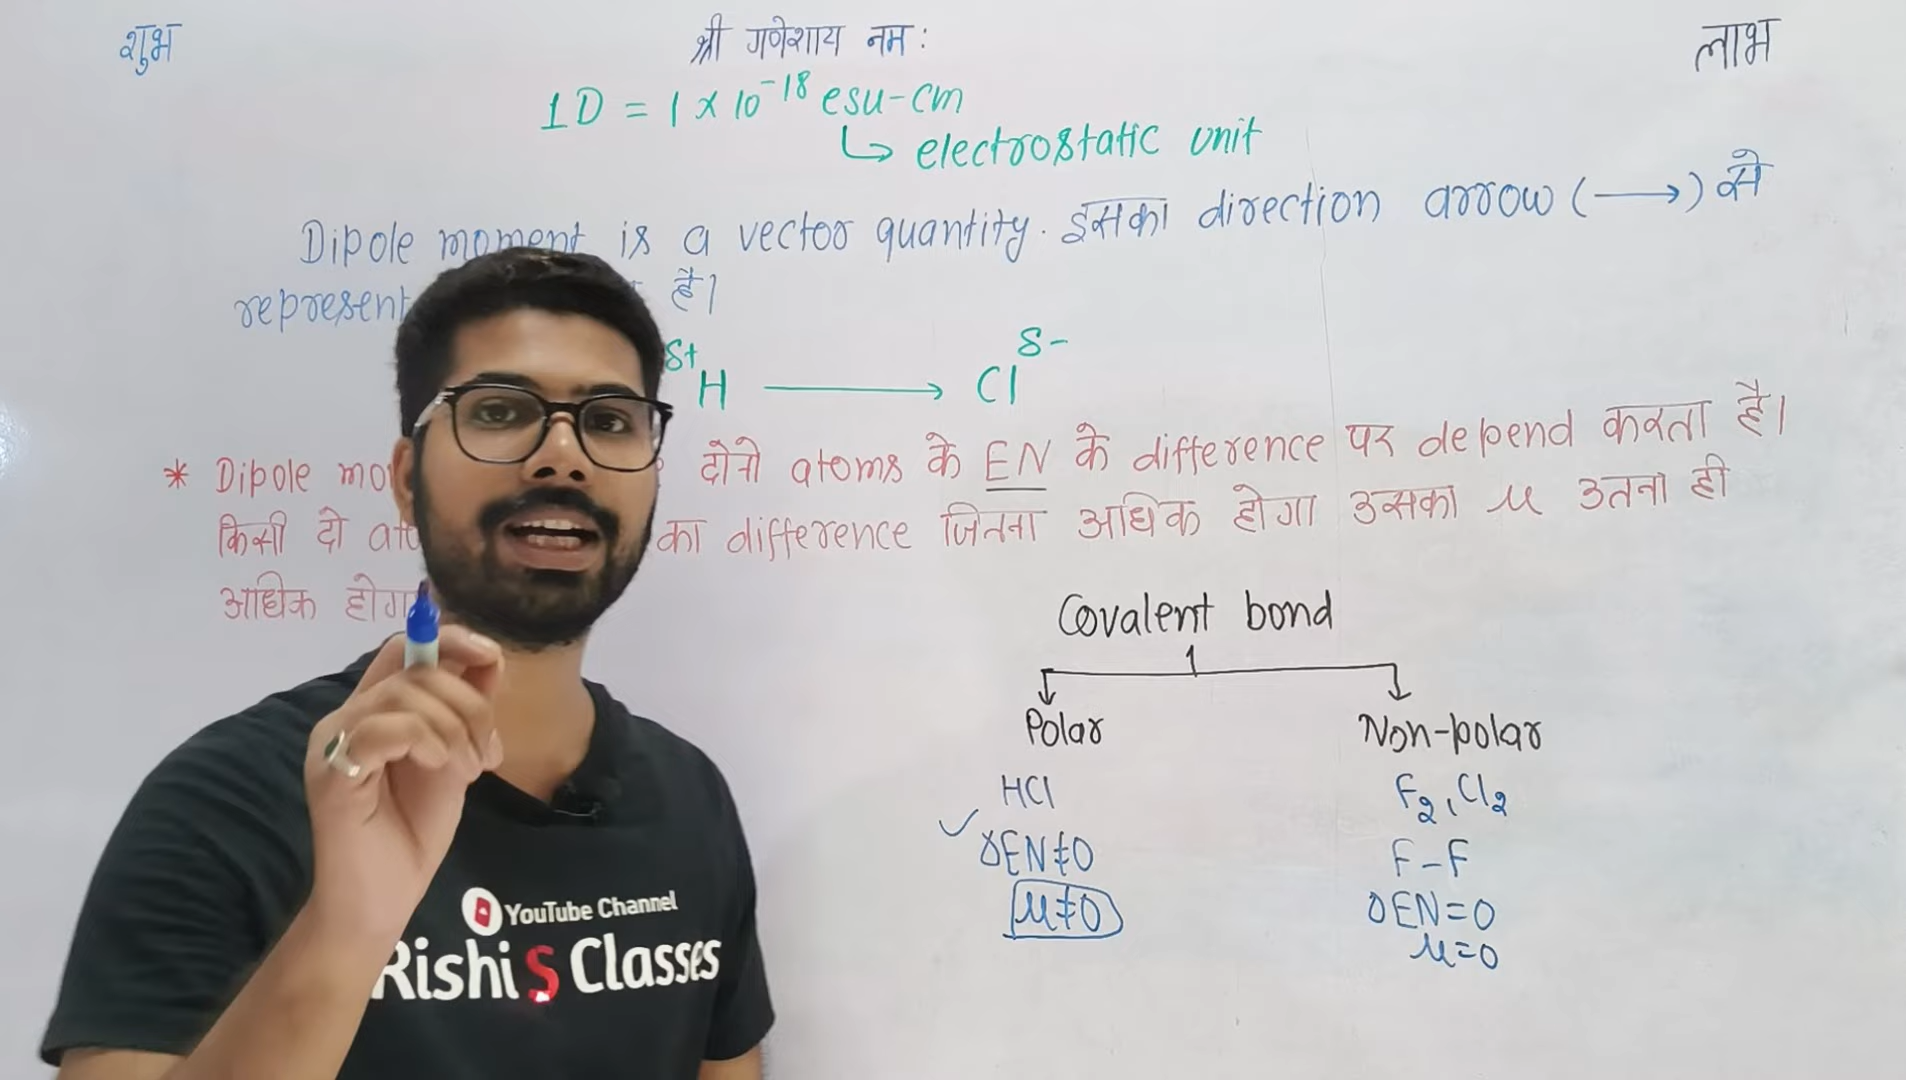 शुभ
श्री गणेशाय नम:
लाभ
1D = 1 × 10⁻¹⁸ esu-cm
↳ electrostatic unit
Dipole moment is a vector quantity. इसका direction arrow (⟶) से
represent है।
δ+H ⟶ Clδ-
* Dipole mo दोनो atoms के EN के difference पर depend करता है।
किसी दो ato का difference जितना अधिक होगा उसका μ उतना ही
अधिक होगा
Covalent bond
Polar
Non-polar
HCl
F₂, Cl₂
F-F
✓ ΔEN≠0
ΔEN=0
μ≠0
μ=0
YouTube Channel
Rishi S Classes